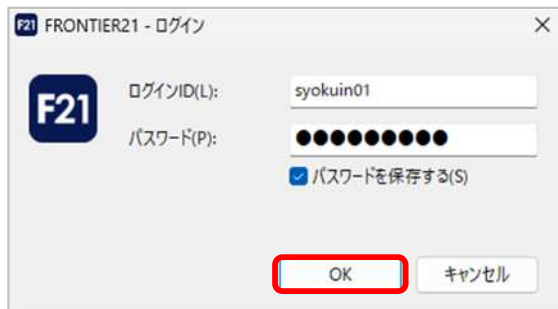 F21 FRONTIER21 - ログイン
F21
ログインID(L): syokuin01
パスワード(P): ●●●●●●●●●
パスワードを保存する(S)
OK キャンセル